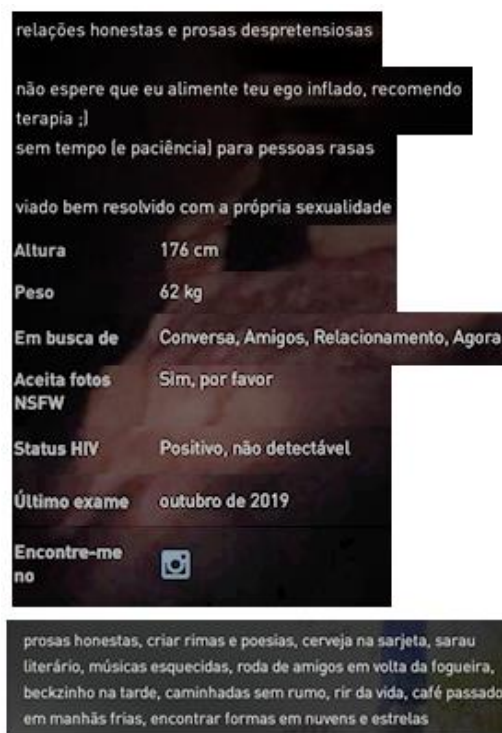 relações honestas e prosas despretensiosas
não espere que eu alimente teu ego inflado, recomendo
terapia ;)
sem tempo (e paciência) para pessoas rasas
viado bem resolvido com a própria sexualidade
Altura 176 cm
Peso 62 kg
Em busca de Conversa, Amigos, Relacionamento, Agora
Aceita fotos Sim, por favor
NSFW
Status HIV Positivo, não detectável
Último exame outubro de 2019
Encontre-me
no
prosas honestas, criar rimas e poesias, cerveja na sarjeta, sarau
literário, músicas esquecidas, roda de amigos em volta da fogueira,
beckzinho na tarde, caminhadas sem rumo, rir da vida, café passado
em manhãs frias, encontrar formas em nuvens e estrelas